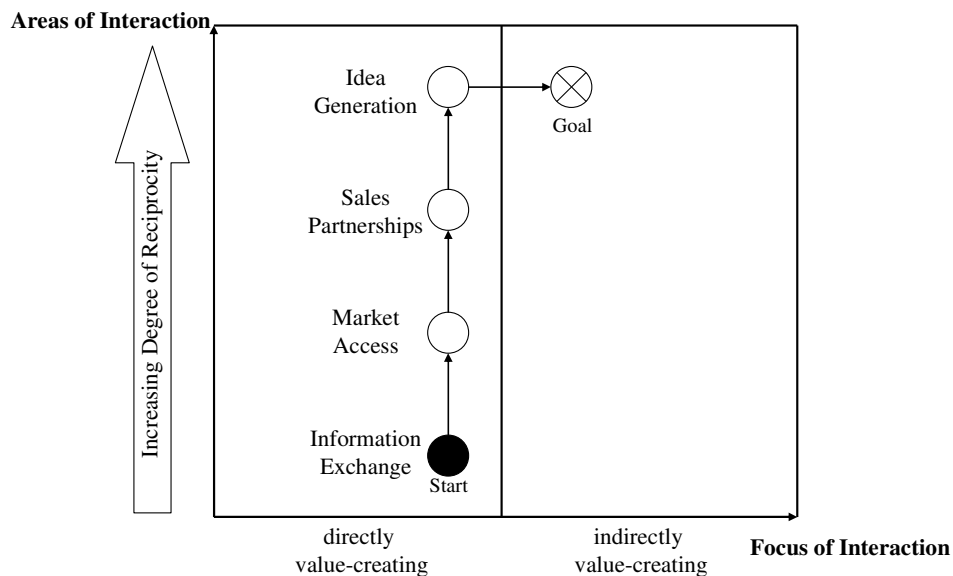 Areas of Interaction
Increasing Degree of Reciprocity
Idea
Generation
Goal
Sales
Partnerships
Market
Access
Information
Exchange
Start
directly
value-creating
indirectly
value-creating
Focus of Interaction